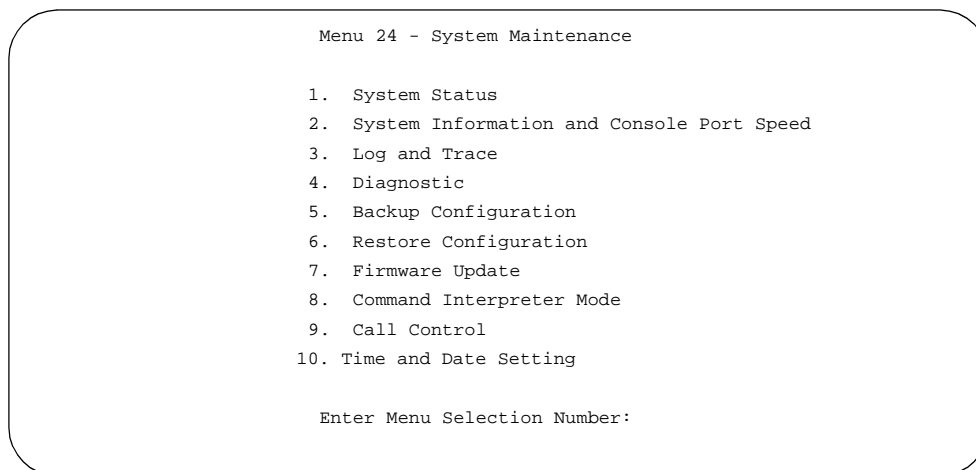 Menu 24 - System Maintenance
1. System Status
2. System Information and Console Port Speed
3. Log and Trace
4. Diagnostic
5. Backup Configuration
6. Restore Configuration
7. Firmware Update
8. Command Interpreter Mode
9. Call Control
10. Time and Date Setting
Enter Menu Selection Number: